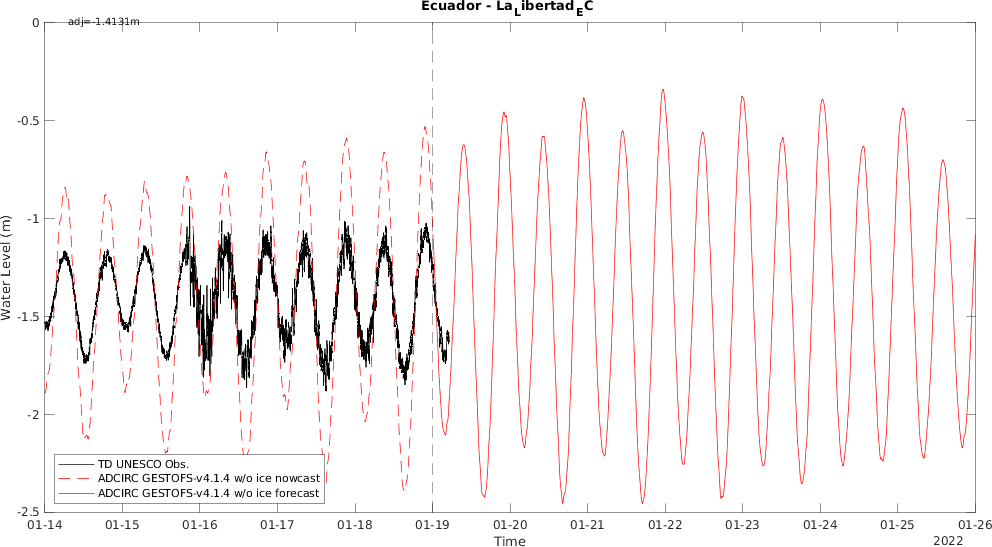 Ecuador - LaLibertadEC
adj=-1.4131m
0
-0.5
-1
-1.5
-2
-2.5
Water Level (m)
TD UNESCO Obs.
ADCIRC GESTOFS-v4.1.4 w/o ice nowcast
ADCIRC GESTOFS-v4.1.4 w/o ice forecast
01-14 01-15 01-16 01-17 01-18 01-19 01-20 01-21 01-22 01-23 01-24 01-25 01-26
Time
2022